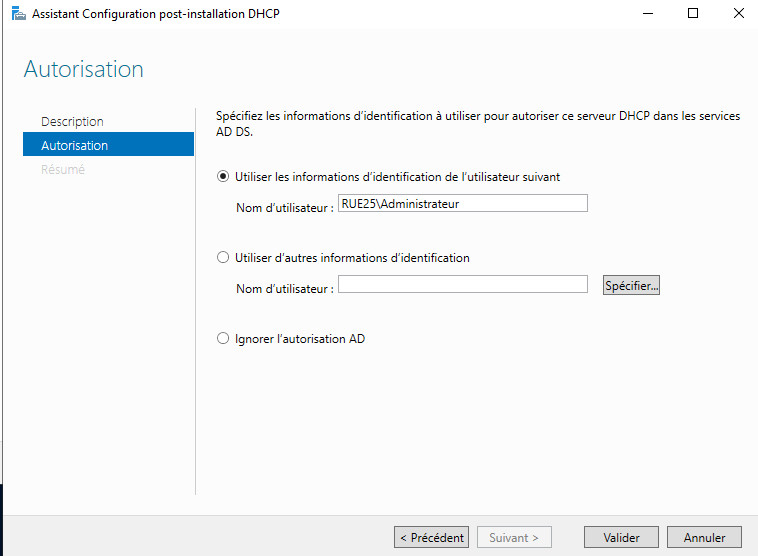 Assistant Configuration post-installation DHCP
Autorisation
Description
Autorisation
Résumé
Spécifiez les informations d'identification à utiliser pour autoriser ce serveur DHCP dans les services
AD DS.
Utiliser les informations d'identification de l'utilisateur suivant
Nom d'utilisateur : RUE25\Administrateur
Utiliser d'autres informations d'identification
Nom d'utilisateur : Spécifier...
Ignorer l'autorisation AD
< Précédent Suivant > Valider Annuler